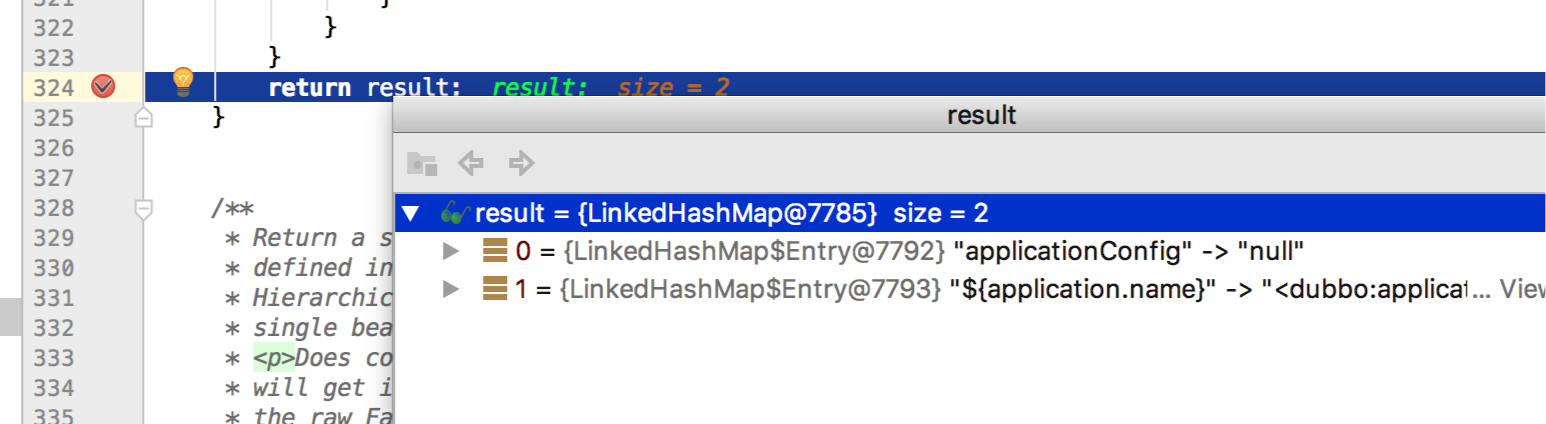 321 }
322 }
323 }
324 return result; result: size = 2
325 }
326
327
328 /**
329 * Return a s
330 * defined in
331 * Hierarchic
332 * single bea
333 * <p>Does co
334 * will get i
335 * the raw Fa
result
result = {LinkedHashMap@7785} size = 2
0 = {LinkedHashMap$Entry@7792} "applicationConfig" -> "null"
1 = {LinkedHashMap$Entry@7793} "${application.name}" -> "<dubbo:applicat... View